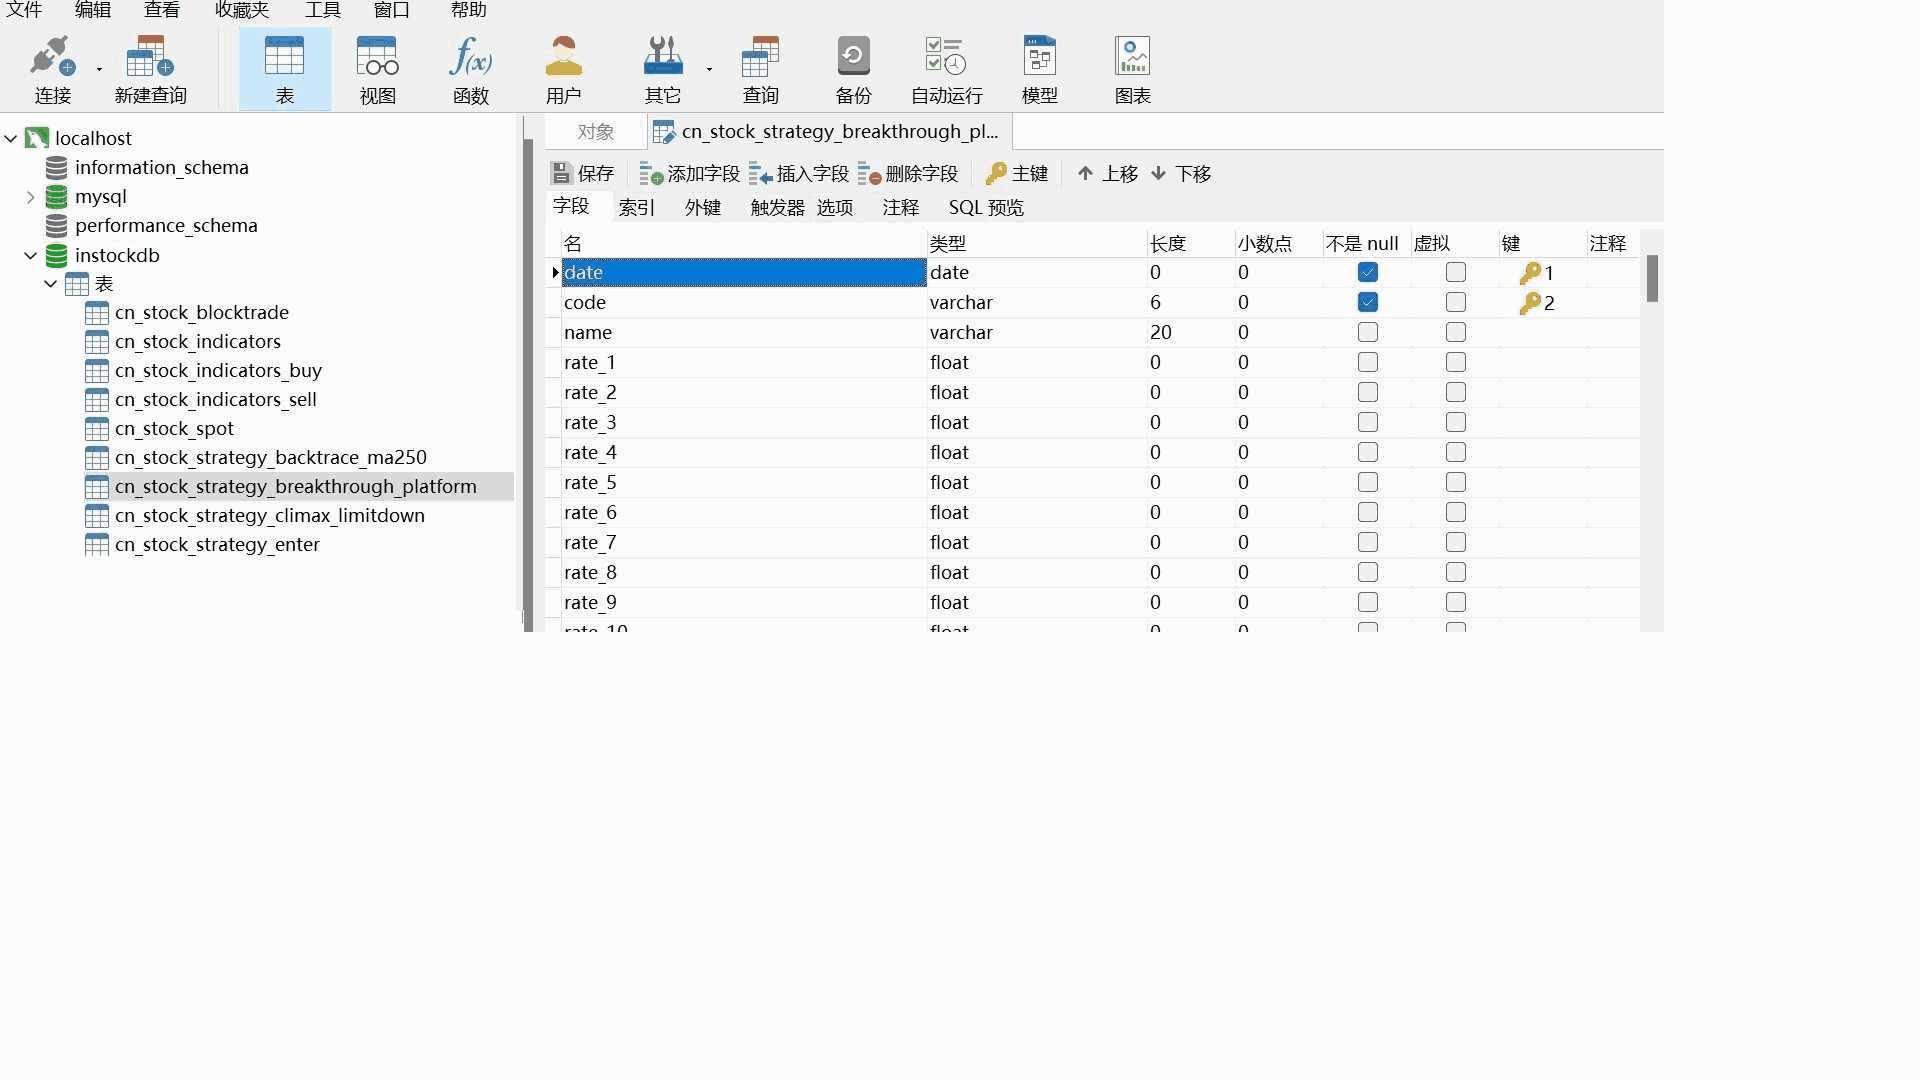 文件 编辑 查看 收藏夹 工具 窗口 帮助
连接 新建查询 表 视图 函数 用户 其它 查询 备份 自动运行 模型 图表
localhost
information_schema
mysql
performance_schema
instockdb
表
cn_stock_blocktrade
cn_stock_indicators
cn_stock_indicators_buy
cn_stock_indicators_sell
cn_stock_spot
cn_stock_strategy_backtrace_ma250
cn_stock_strategy_breakthrough_platform
cn_stock_strategy_climax_limitdown
cn_stock_strategy_enter
对象 cn_stock_strategy_breakthrough_pl...
保存 添加字段 插入字段 删除字段 主键 上移 下移
字段 索引 外键 触发器 选项 注释 SQL 预览
名 类型 长度 小数点 不是 null 虚拟 键 注释
date date 0 0 1
code varchar 6 0 2
name varchar 20 0
rate_1 float 0 0
rate_2 float 0 0
rate_3 float 0 0
rate_4 float 0 0
rate_5 float 0 0
rate_6 float 0 0
rate_7 float 0 0
rate_8 float 0 0
rate_9 float 0 0
rate_10 float 0 0